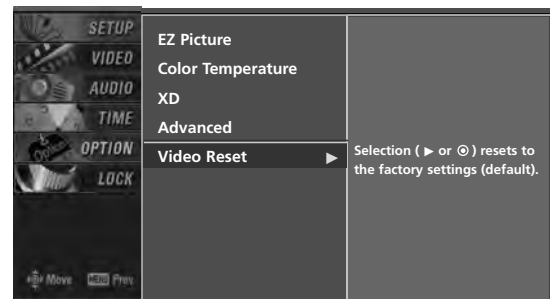 SETUP
VIDEO
AUDIO
TIME
OPTION
LOCK
Move MENU Prev.
EZ Picture
Color Temperature
XD
Advanced
Video Reset ▶
Selection ( ▶ or ◉ ) resets to
the factory settings (default).